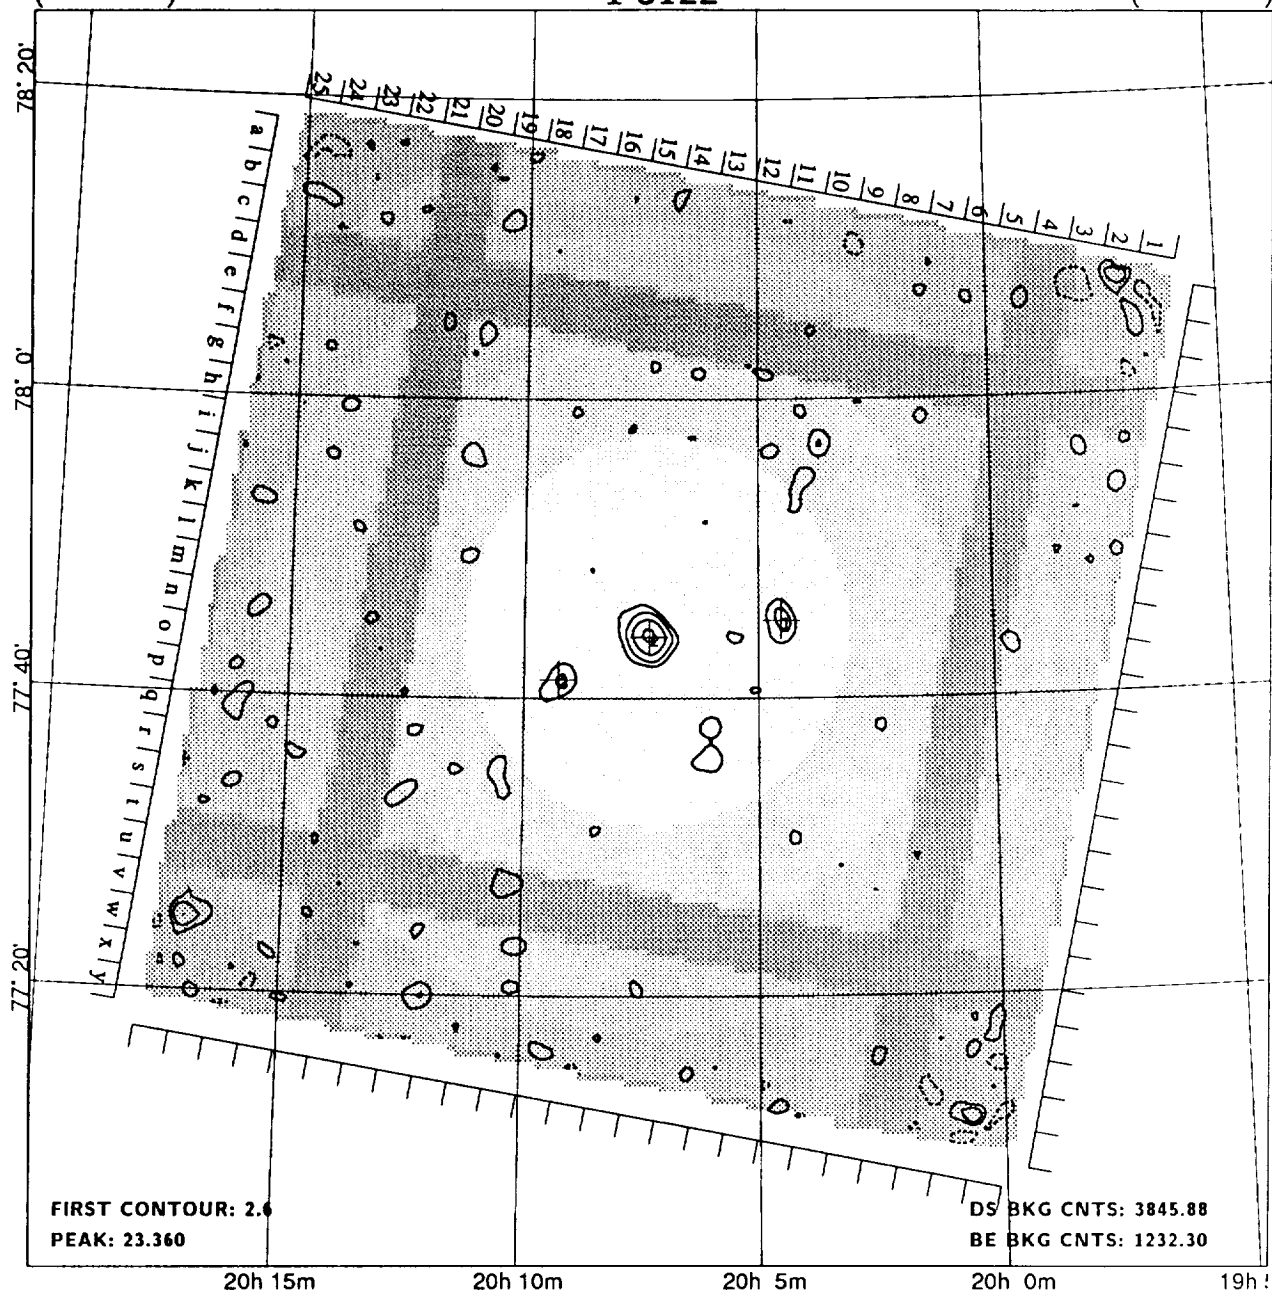 78° 20'
25 24 23 22 21 20 19 18 17 16 15 14 13 12 11 10 9 8 7 6 5 4 3 2 1
a b c d e f g h i j k l m n o p q r s t u v w x y
78° 0'
77° 40'
77° 20'
FIRST CONTOUR: 2.6
PEAK: 23.360
DS BKG CNTS: 3845.88
BE BKG CNTS: 1232.30
20h 15m 20h 10m 20h 5m 20h 0m